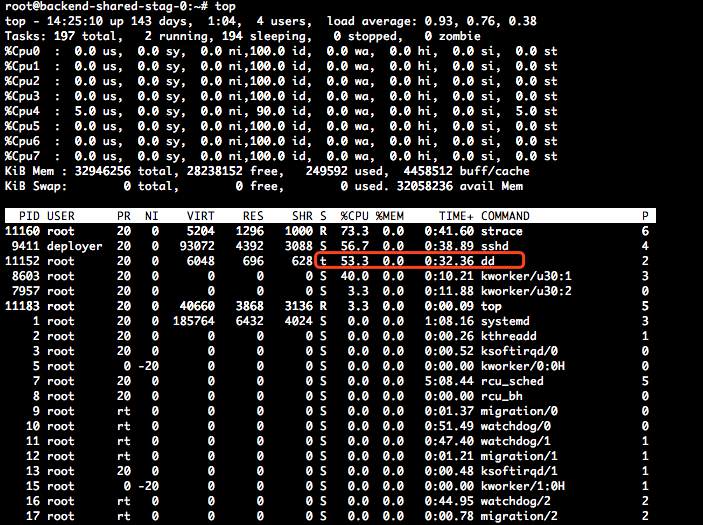 root@backend-shared-stag-0:~# top
top - 14:25:10 up 143 days,  1:04,  4 users,  load average: 0.93, 0.76, 0.38
Tasks: 197 total,   2 running, 194 sleeping,   0 stopped,   0 zombie
%Cpu0  :  0.0 us,  0.0 sy,  0.0 ni,100.0 id,  0.0 wa,  0.0 hi,  0.0 si,  0.0 st
%Cpu1  :  0.0 us,  0.0 sy,  0.0 ni,100.0 id,  0.0 wa,  0.0 hi,  0.0 si,  0.0 st
%Cpu2  :  0.0 us,  0.0 sy,  0.0 ni,100.0 id,  0.0 wa,  0.0 hi,  0.0 si,  0.0 st
%Cpu3  :  0.0 us,  0.0 sy,  0.0 ni,100.0 id,  0.0 wa,  0.0 hi,  0.0 si,  0.0 st
%Cpu4  :  5.0 us,  0.0 sy,  0.0 ni, 90.0 id,  0.0 wa,  0.0 hi,  0.0 si,  5.0 st
%Cpu5  :  0.0 us,  0.0 sy,  0.0 ni,100.0 id,  0.0 wa,  0.0 hi,  0.0 si,  0.0 st
%Cpu6  :  0.0 us,  0.0 sy,  0.0 ni,100.0 id,  0.0 wa,  0.0 hi,  0.0 si,  0.0 st
%Cpu7  :  0.0 us,  0.0 sy,  0.0 ni,100.0 id,  0.0 wa,  0.0 hi,  0.0 si,  0.0 st
KiB Mem : 32946256 total, 28238152 free,   249592 used,  4458512 buff/cache
KiB Swap:        0 total,        0 free,        0 used. 32058236 avail Mem
PID USER PR NI VIRT RES SHR S %CPU %MEM TIME+ COMMAND P
11160 root 20 0 5204 1296 1000 R 73.3 0.0 0:41.60 strace 6
9411 deployer 20 0 93072 4392 3088 S 56.7 0.0 0:38.89 sshd 4
11152 root 20 0 6048 696 628 t 53.3 0.0 0:32.36 dd 2
8603 root 20 0 0 0 0 S 40.0 0.0 0:10.21 kworker/u30:1 3
7957 root 20 0 0 0 0 S 3.3 0.0 0:11.88 kworker/u30:2 0
11183 root 20 0 40660 3868 3136 R 3.3 0.0 0:00.09 top 5
1 root 20 0 185764 6432 4024 S 0.0 0.0 1:08.16 systemd 3
2 root 20 0 0 0 0 S 0.0 0.0 0:00.26 kthreadd 1
3 root 20 0 0 0 0 S 0.0 0.0 0:00.52 ksoftirqd/0 0
5 root 0 -20 0 0 0 S 0.0 0.0 0:00.00 kworker/0:0H 0
7 root 20 0 0 0 0 S 0.0 0.0 5:08.44 rcu_sched 5
8 root 20 0 0 0 0 S 0.0 0.0 0:00.00 rcu_bh 0
9 root rt 0 0 0 0 S 0.0 0.0 0:01.37 migration/0 0
10 root rt 0 0 0 0 S 0.0 0.0 0:51.49 watchdog/0 0
11 root rt 0 0 0 0 S 0.0 0.0 0:47.40 watchdog/1 1
12 root rt 0 0 0 0 S 0.0 0.0 0:01.21 migration/1 1
13 root 20 0 0 0 0 S 0.0 0.0 0:00.48 ksoftirqd/1 1
15 root 0 -20 0 0 0 S 0.0 0.0 0:00.00 kworker/1:0H 1
16 root rt 0 0 0 0 S 0.0 0.0 0:44.95 watchdog/2 2
17 root rt 0 0 0 0 S 0.0 0.0 0:00.78 migration/2 2